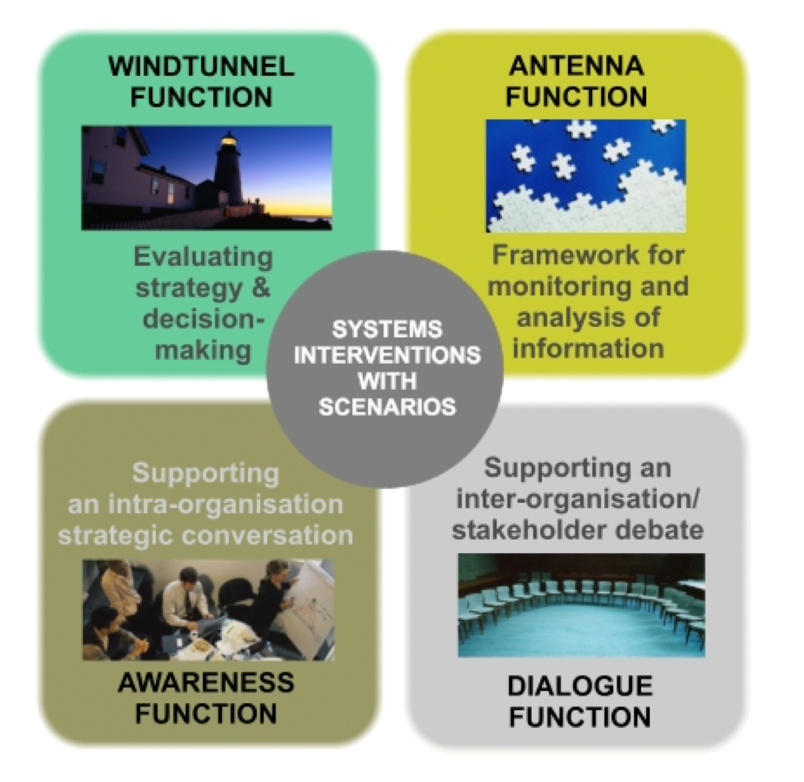 WINDTUNNEL
FUNCTION
Evaluating
strategy &
decision-
making
ANTENNA
FUNCTION
Framework for
monitoring and
analysis of
information
SYSTEMS
INTERVENTIONS
WITH
SCENARIOS
Supporting
an intra-organisation
strategic conversation
AWARENESS
FUNCTION
Supporting an
inter-organisation/
stakeholder debate
DIALOGUE
FUNCTION